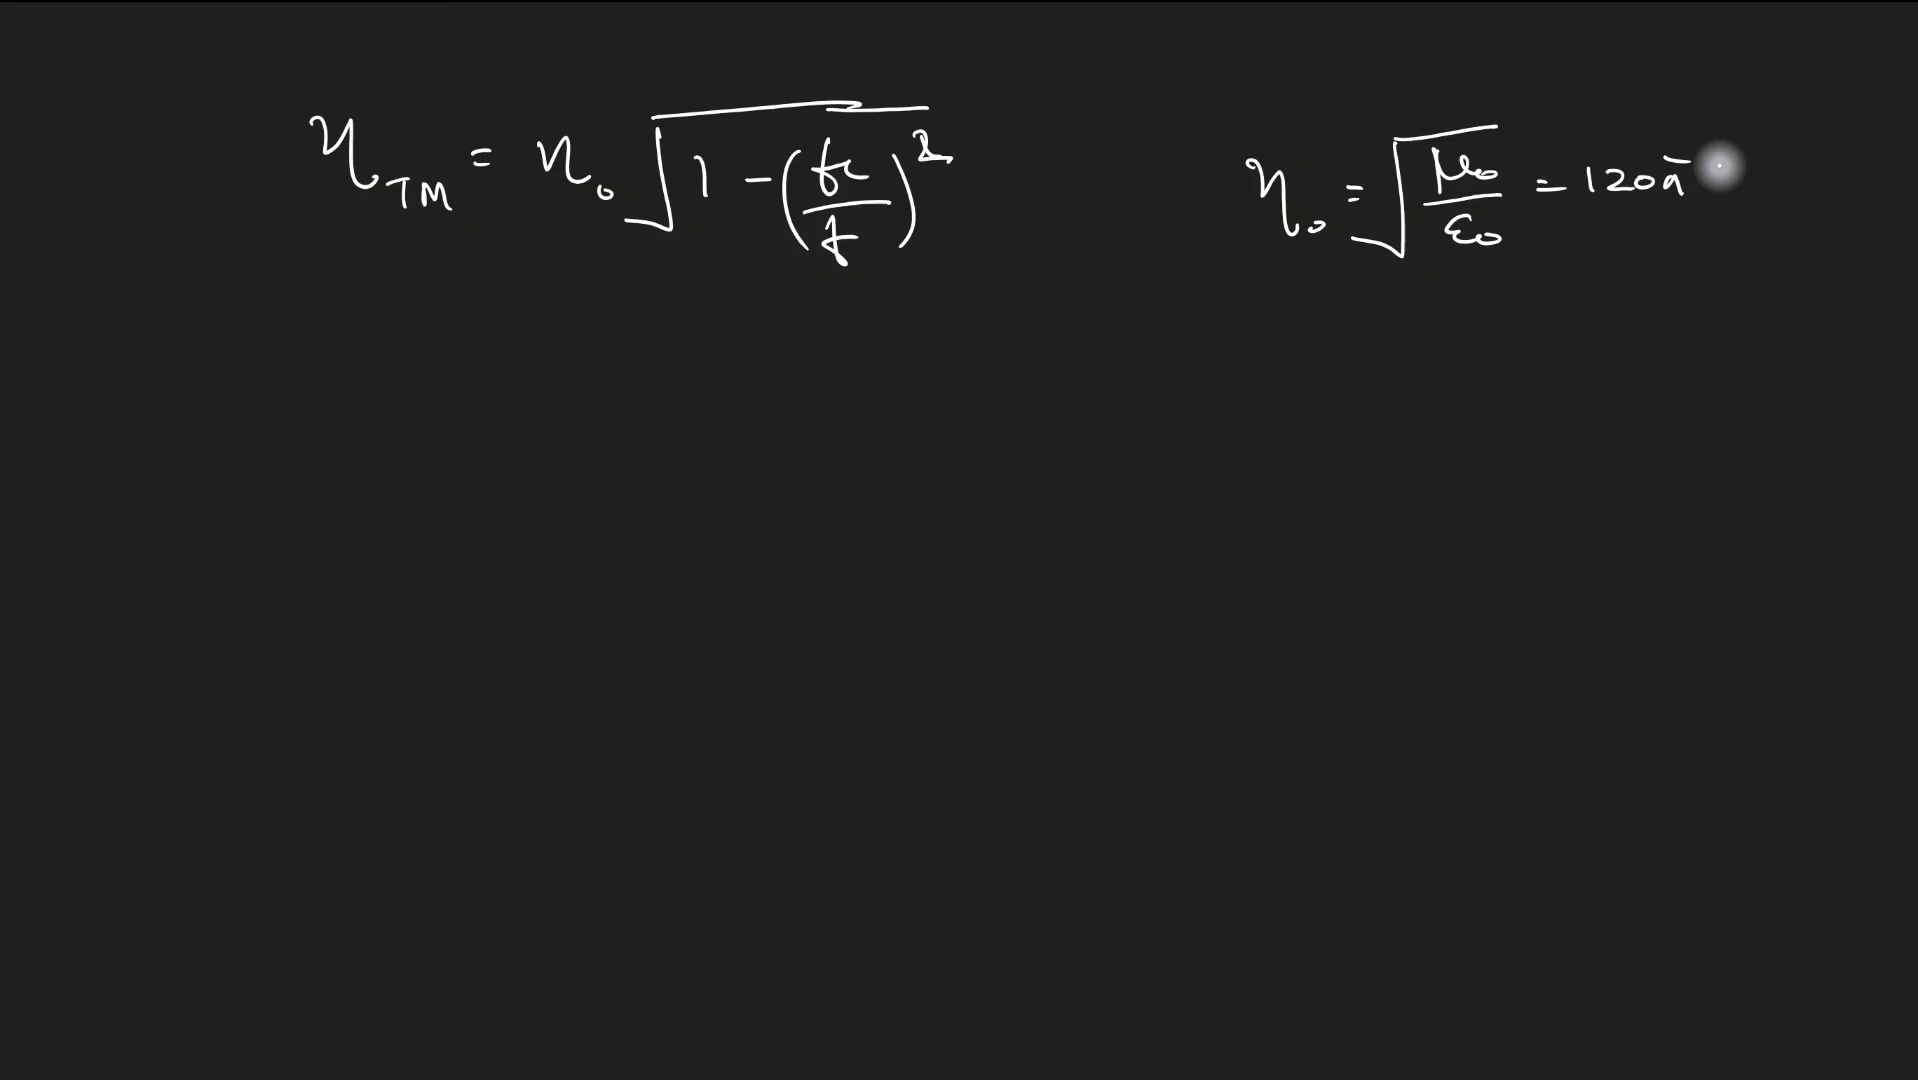 η_TM = η₀ √(1 - (fc/f)²)
η₀ = √(μ₀/ε₀) = 120π